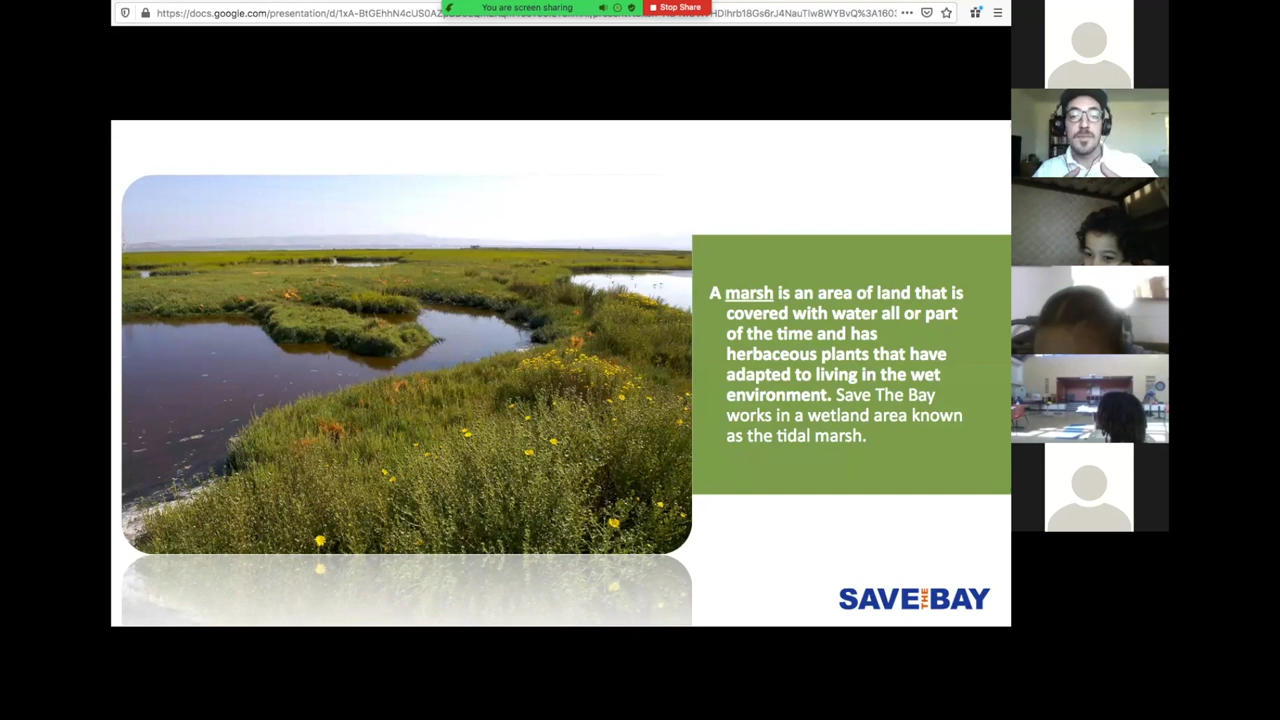 You are screen sharing
Stop Share
A marsh is an area of land that is
covered with water all or part
of the time and has
herbaceous plants that have
adapted to living in the wet
environment. Save The Bay
works in a wetland area known
as the tidal marsh.
SAVE THE BAY